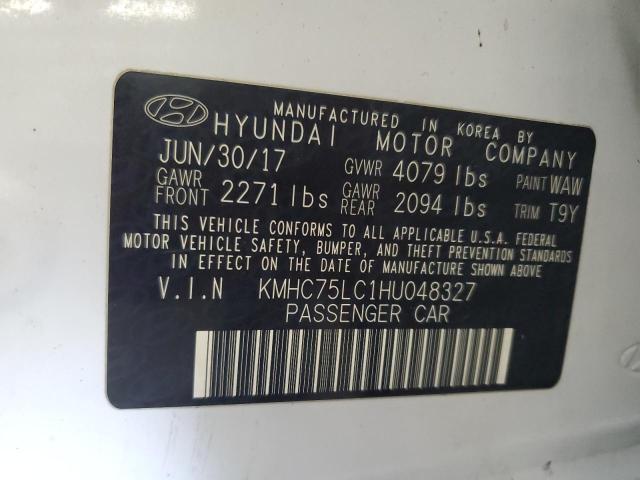 MANUFACTURED IN KOREA BY
HYUNDAI MOTOR COMPANY
JUN/30/17 GVWR 4079 lbs PAINT WAW
GAWR FRONT 2271 lbs GAWR REAR 2094 lbs TRIM T9Y
THIS VEHICLE CONFORMS TO ALL APPLICABLE U.S.A. FEDERAL
MOTOR VEHICLE SAFETY, BUMPER, AND THEFT PREVENTION STANDARDS
IN EFFECT ON THE DATE OF MANUFACTURE SHOWN ABOVE
V.I.N KMHC75LC1HU048327
PASSENGER CAR